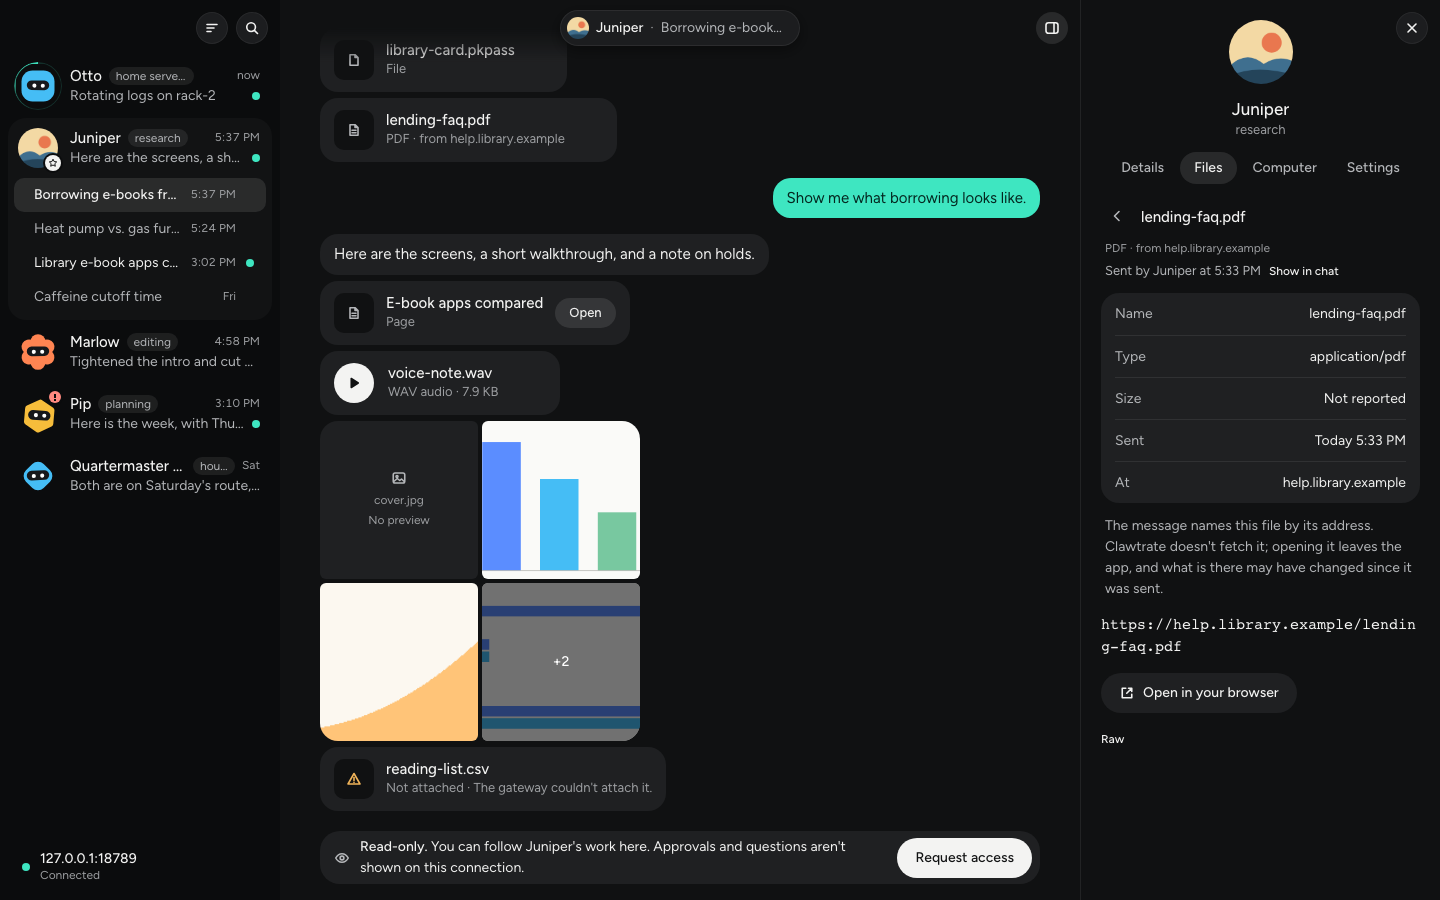 Otto home serve... now
Rotating logs on rack-2
Juniper research 5:37 PM
Here are the screens, a sh...
Borrowing e-books fr... 5:37 PM
Heat pump vs. gas fur... 5:24 PM
Library e-book apps c... 3:02 PM
Caffeine cutoff time Fri
Marlow editing 4:58 PM
Tightened the intro and cut ...
Pip planning 3:10 PM
Here is the week, with Thu...
Quartermaster ... hou... Sat
Both are on Saturday's route,...
127.0.0.1:18789
Connected
Juniper · Borrowing e-book...
library-card.pkpass
File
lending-faq.pdf
PDF · from help.library.example
Show me what borrowing looks like.
Here are the screens, a short walkthrough, and a note on holds.
E-book apps compared
Page
Open
voice-note.wav
WAV audio · 7.9 KB
cover.jpg
No preview
+2
reading-list.csv
Not attached · The gateway couldn't attach it.
Read-only. You can follow Juniper's work here. Approvals and questions aren't
shown on this connection.
Request access
Juniper
research
Details Files Computer Settings
lending-faq.pdf
PDF · from help.library.example
Sent by Juniper at 5:33 PM Show in chat
Name lending-faq.pdf
Type application/pdf
Size Not reported
Sent Today 5:33 PM
At help.library.example
The message names this file by its address.
Clawtrate doesn't fetch it; opening it leaves the
app, and what is there may have changed since it
was sent.
https://help.library.example/lendin
g-faq.pdf
Open in your browser
Raw